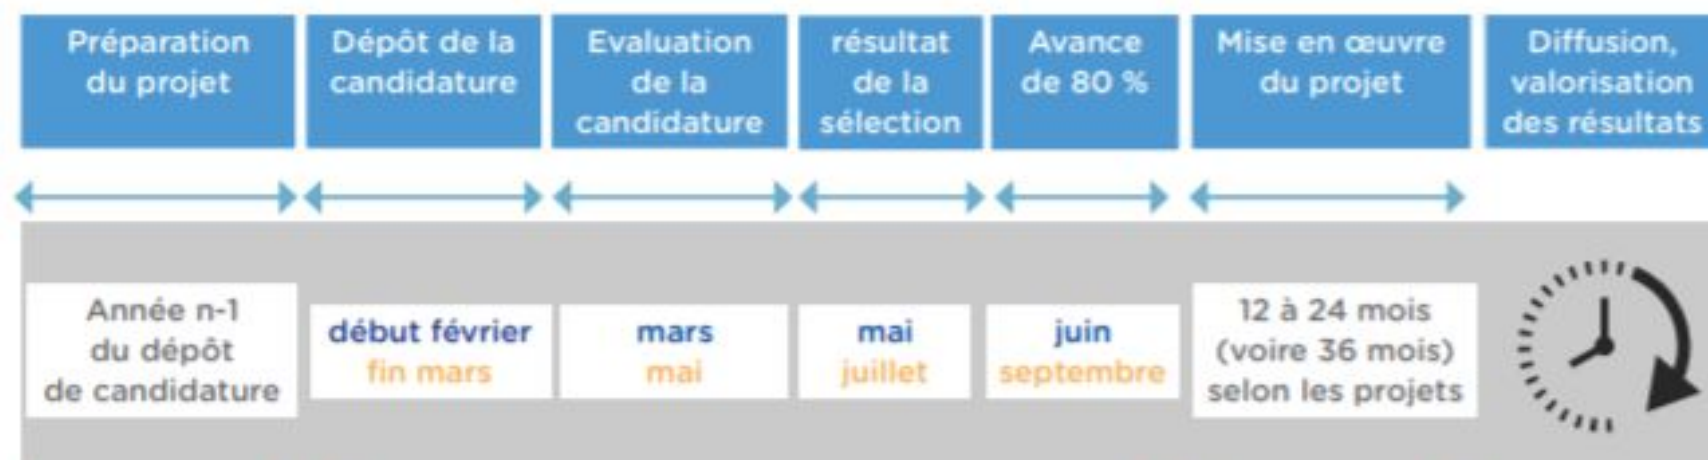 Préparation
du projet
Dépôt de la
candidature
Evaluation
de la
candidature
résultat
de la
sélection
Avance
de 80 %
Mise en œuvre
du projet
Diffusion,
valorisation
des résultats
Année n-1
du dépôt
de candidature
début février
fin mars
mars
mai
mai
juillet
juin
septembre
12 à 24 mois
(voire 36 mois)
selon les projets